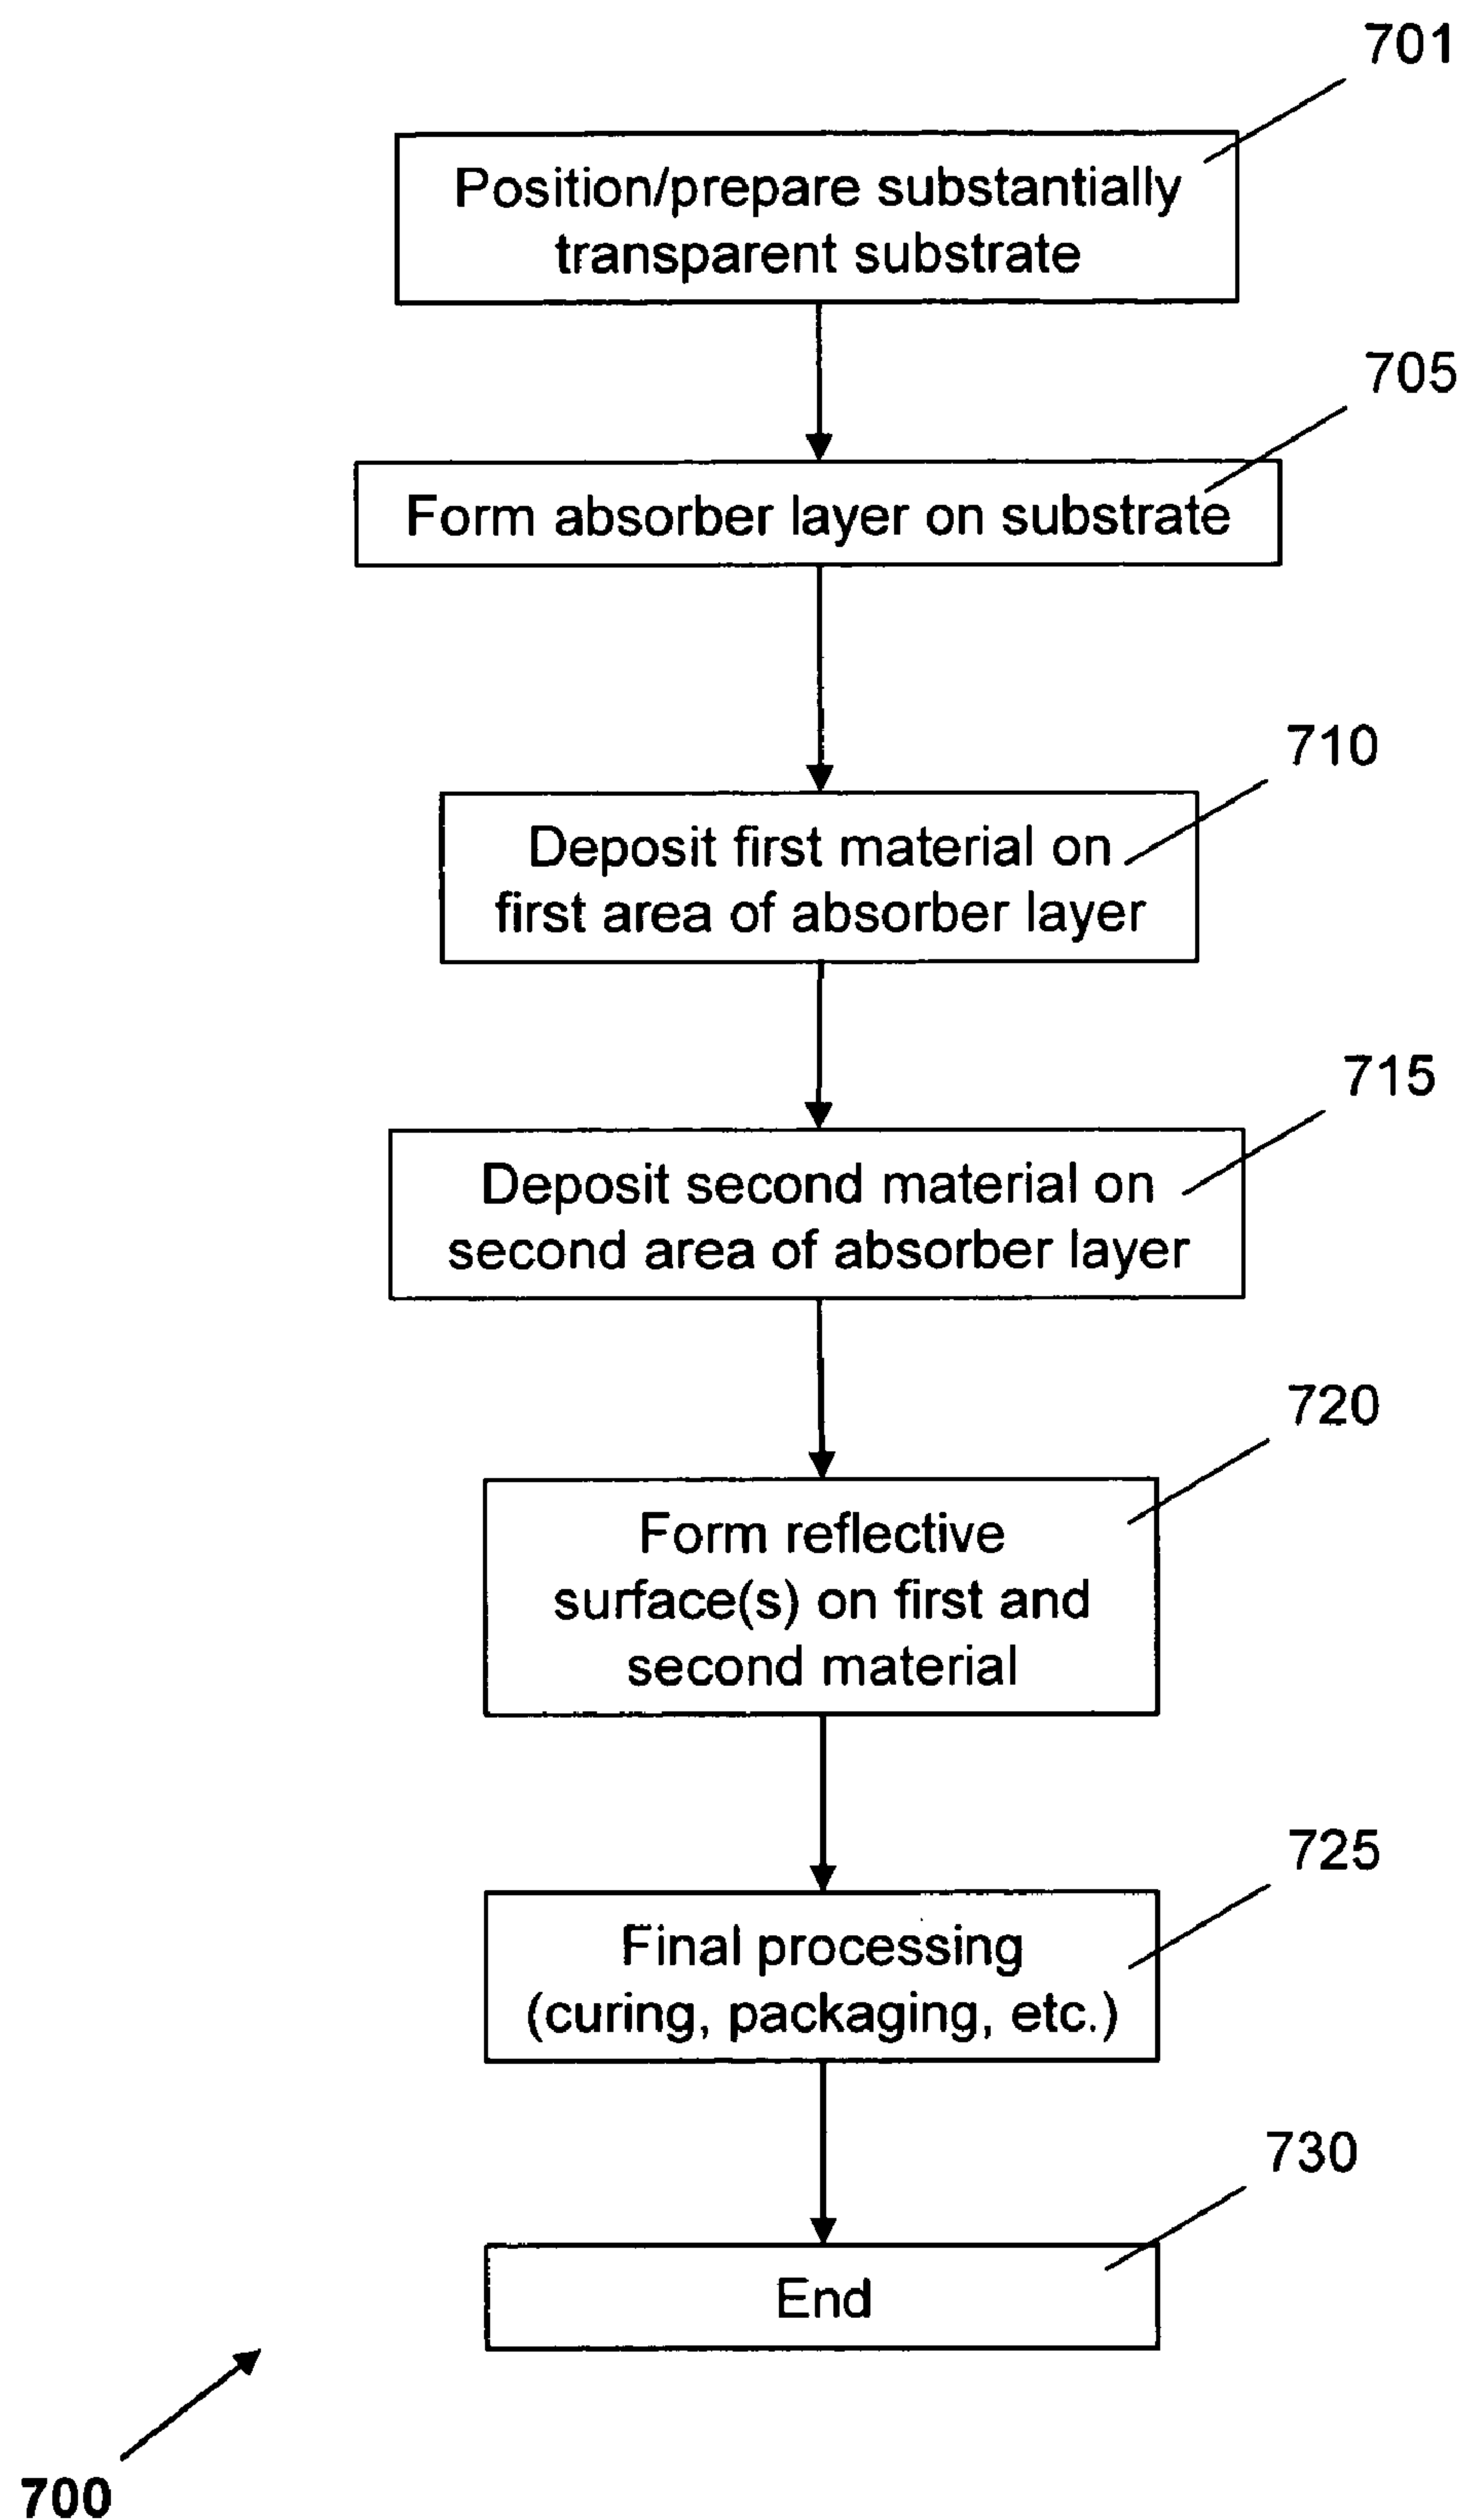 701
Position/prepare substantially
transparent substrate
705
Form absorber layer on substrate
710
Deposit first material on
first area of absorber layer
715
Deposit second material on
second area of absorber layer
720
Form reflective
surface(s) on first and
second material
725
Final processing
(curing, packaging, etc.)
730
End
700